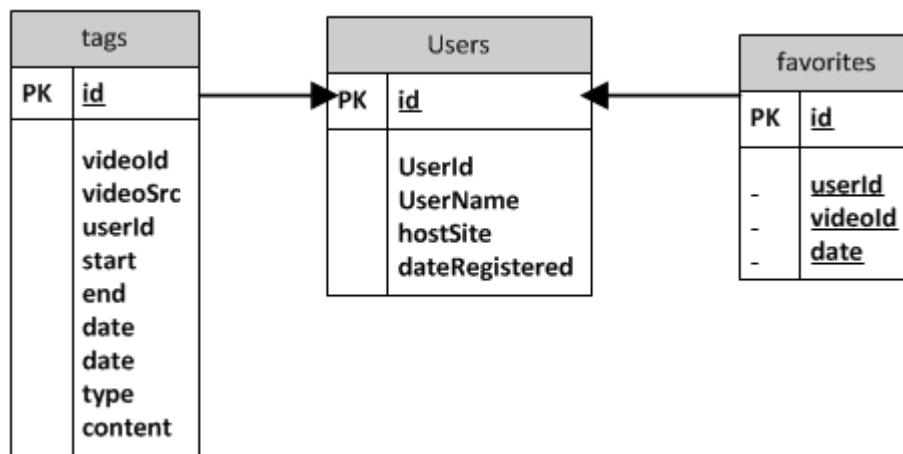 tags
PK id
videoId
videoSrc
userId
start
end
date
date
type
content
Users
PK id
UserId
UserName
hostSite
dateRegistered
favorites
PK id
- userId
- videoId
- date